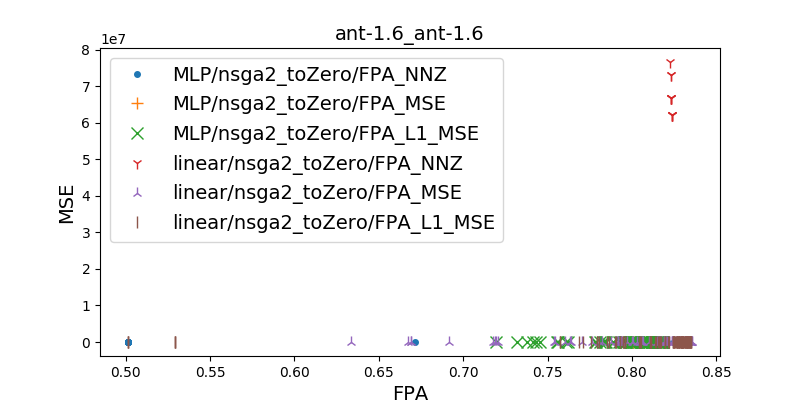 ant-1.6_ant-1.6
1e7
8
7
6
5
4
3
2
1
0
MSE
MLP/nsga2_toZero/FPA_NNZ
MLP/nsga2_toZero/FPA_MSE
MLP/nsga2_toZero/FPA_L1_MSE
linear/nsga2_toZero/FPA_NNZ
linear/nsga2_toZero/FPA_MSE
linear/nsga2_toZero/FPA_L1_MSE
0.50 0.55 0.60 0.65 0.70 0.75 0.80 0.85
FPA